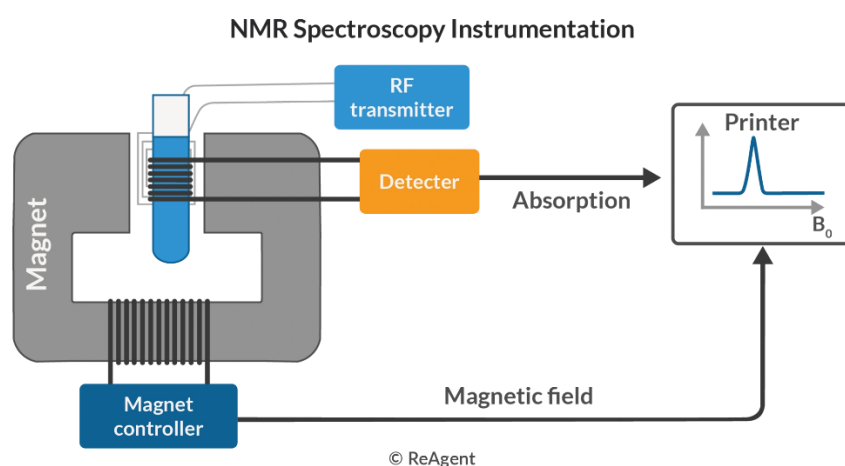 NMR Spectroscopy Instrumentation
RF
transmitter
Printer
Detecter
Absorption
B₀
Magnet
Magnet
controller
Magnetic field
© ReAgent